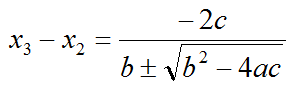 x₃ − x₂ = −2c / (b ± √(b² − 4ac))